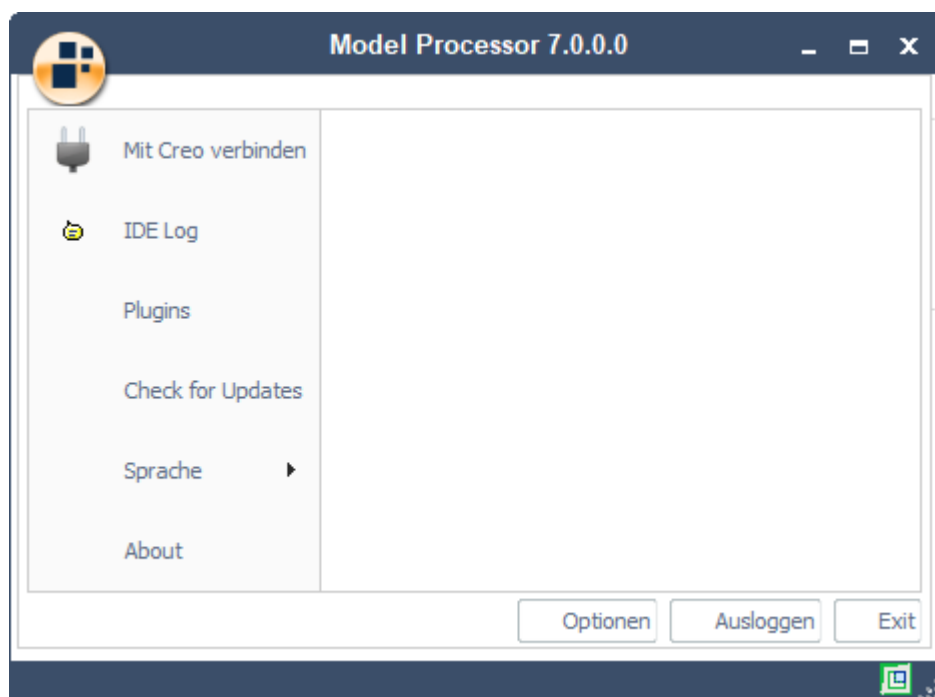 Model Processor 7.0.0.0
Mit Creo verbinden
IDE Log
Plugins
Check for Updates
Sprache
About
Optionen Ausloggen Exit